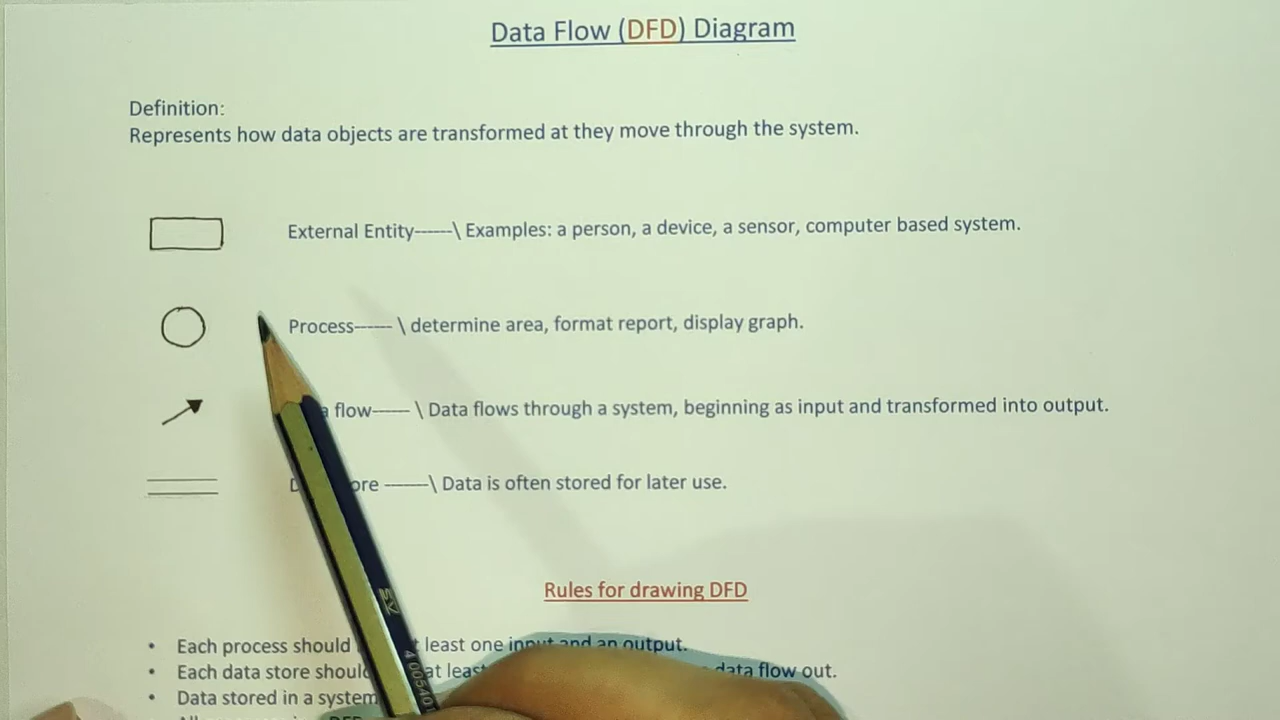 Data Flow (DFD) Diagram
Definition:
Represents how data objects are transformed at they move through the system.
External Entity------\ Examples: a person, a device, a sensor, computer based system.
Process------ \ determine area, format report, display graph.
flow------ \ Data flows through a system, beginning as input and transformed into output.
------\ Data is often stored for later use.
Rules for drawing DFD
• Each process should least one input and an output.
• Each data store should at least data flow out.
• Data stored in a system